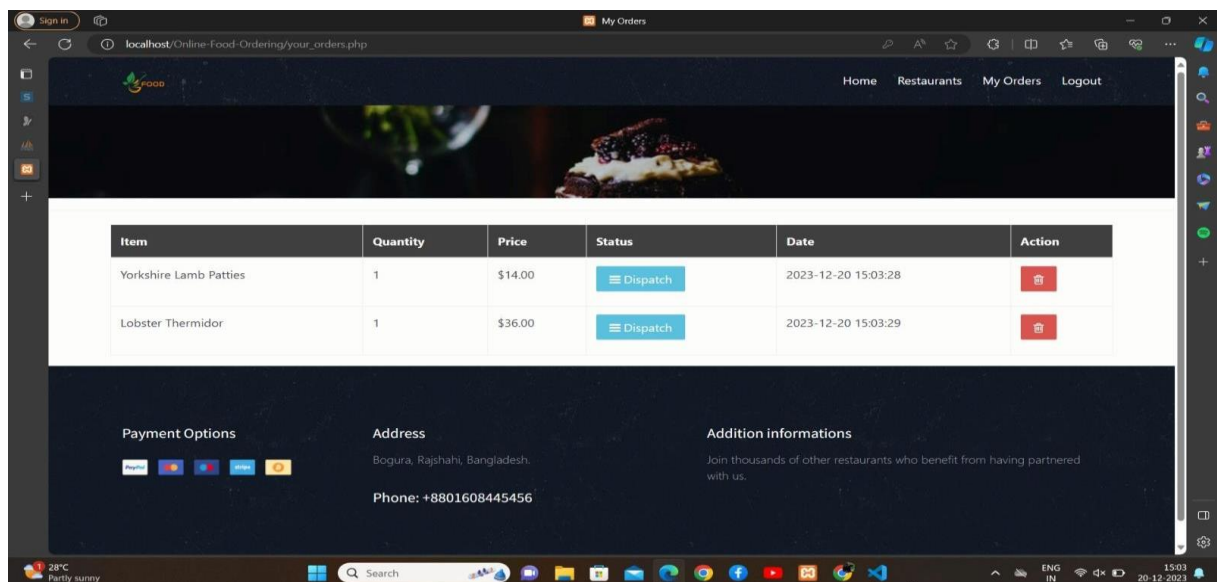 Sign in
My Orders
localhost/Online-Food-Ordering/your_orders.php
FOOD
Home Restaurants My Orders Logout
Item Quantity Price Status Date Action
Yorkshire Lamb Patties 1 $14.00 Dispatch 2023-12-20 15:03:28
Lobster Thermidor 1 $36.00 Dispatch 2023-12-20 15:03:29
Payment Options Address Addition informations
PayPal stripe
Bogura, Rajshahi, Bangladesh.
Join thousands of other restaurants who benefit from having partnered
with us.
Phone: +8801608445456
1 28°C
Partly sunny
Search
ENG
IN
15:03
20-12-2023